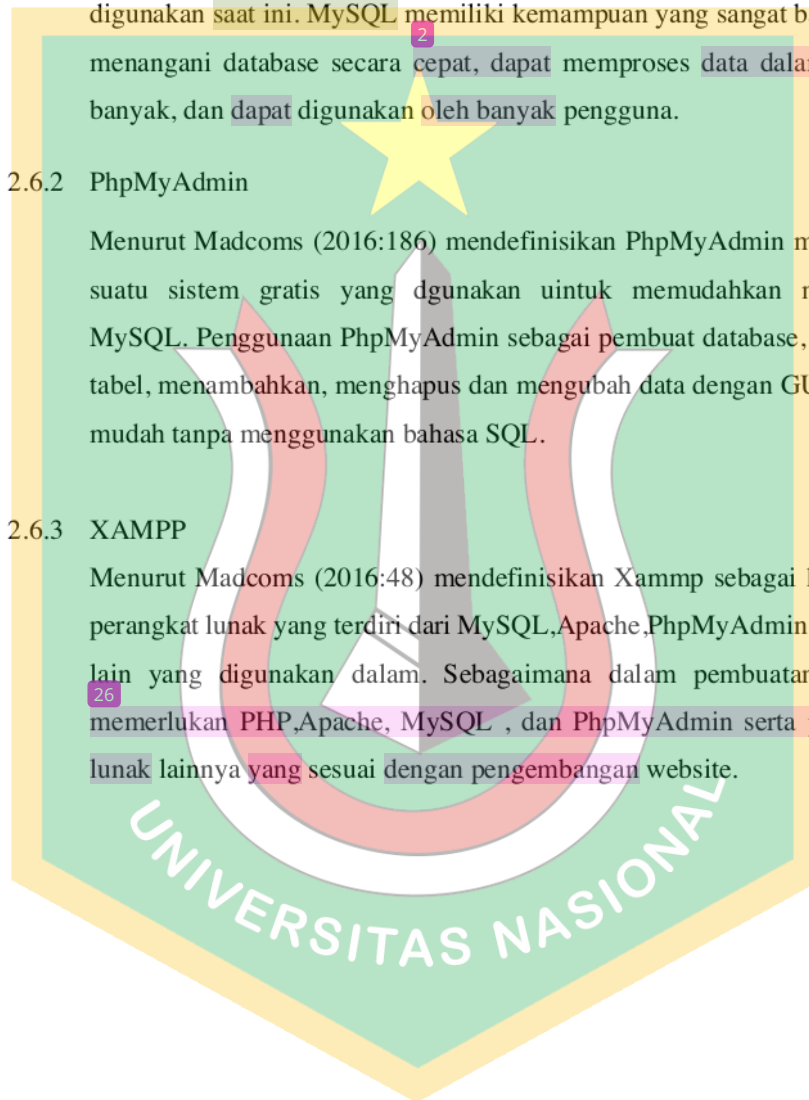 digunakan saat ini. MySQL memiliki kemampuan yang sangat b
2
menangani database secara cepat, dapat memproses data dala
banyak, dan dapat digunakan oleh banyak pengguna.
2.6.2 PhpMyAdmin
Menurut Madcoms (2016:186) mendefinisikan PhpMyAdmin m
suatu sistem gratis yang dgunakan uintuk memudahkan
MySQL. Penggunaan PhpMyAdmin sebagai pembuat database,
tabel, menambahkan, menghapus dan mengubah data dengan GU
mudah tanpa menggunakan bahasa SQL.
2.6.3 XAMPP
Menurut Madcoms (2016:48) mendefinisikan Xammp sebagai
perangkat lunak yang terdiri dari MySQL,Apache,PhpMyAdmin
lain yang digunakan dalam. Sebagaimana dalam pembuatan
26
memerlukan PHP,Apache, MySQL , dan PhpMyAdmin serta
lunak lainnya yang sesuai dengan pengembangan website.
UNIVERSITAS NASIONAL